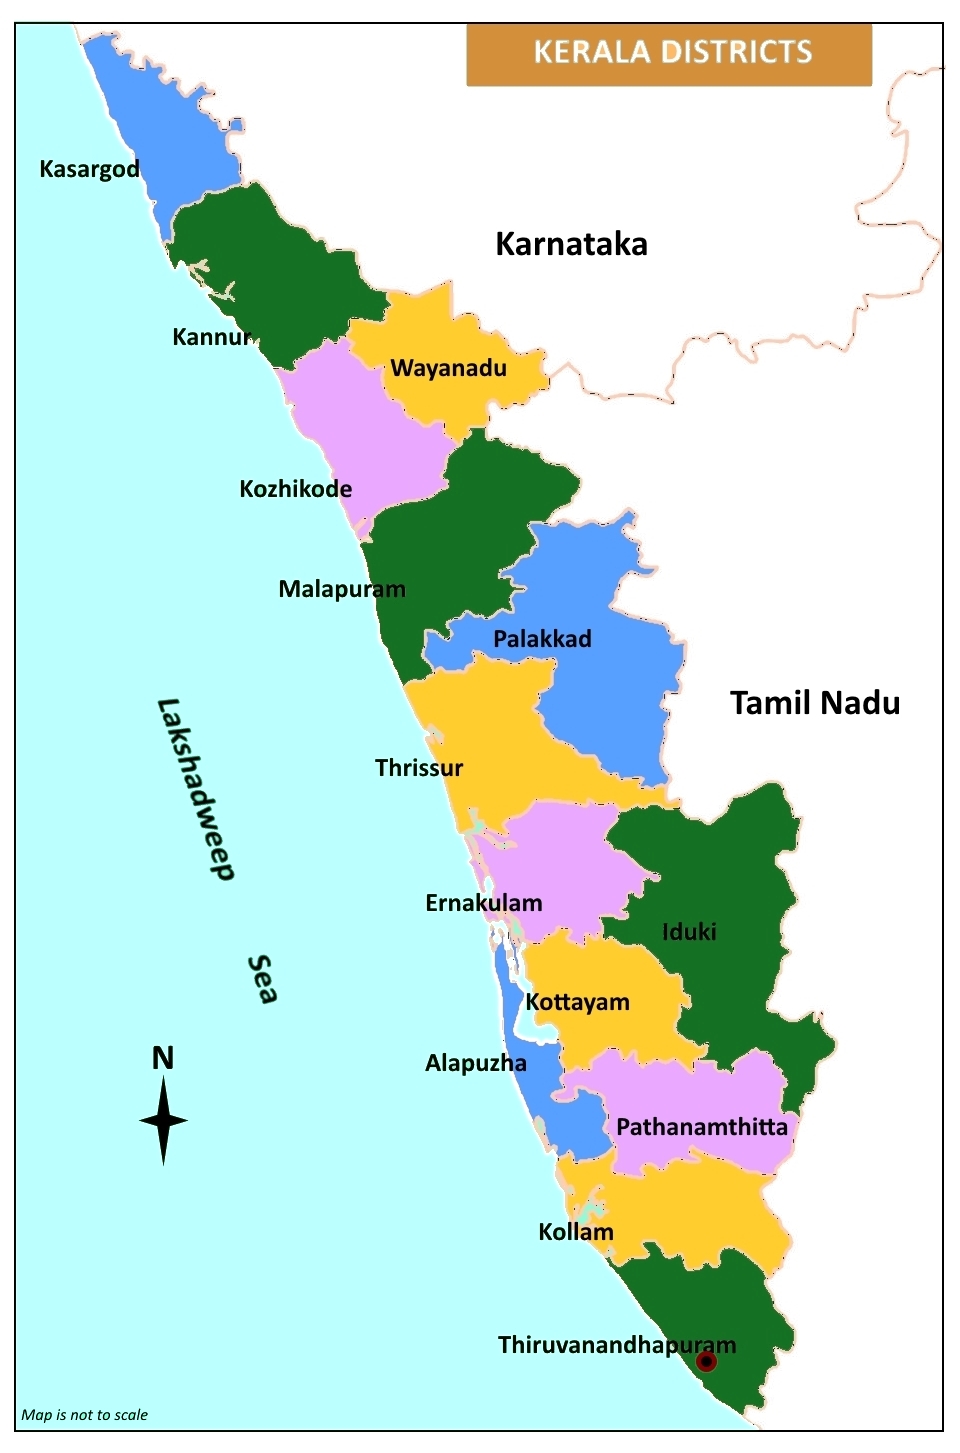 KERALA DISTRICTS
Kasargod
Karnataka
Kannur
Wayanadu
Kozhikode
Malapuram
Palakkad
Tamil Nadu
Thrissur
Lakshadweep
Sea
Ernakulam
Iduki
Kottayam
N
Alapuzha
Pathanamthitta
Kollam
Thiruvanandhapuram
Map is not to scale